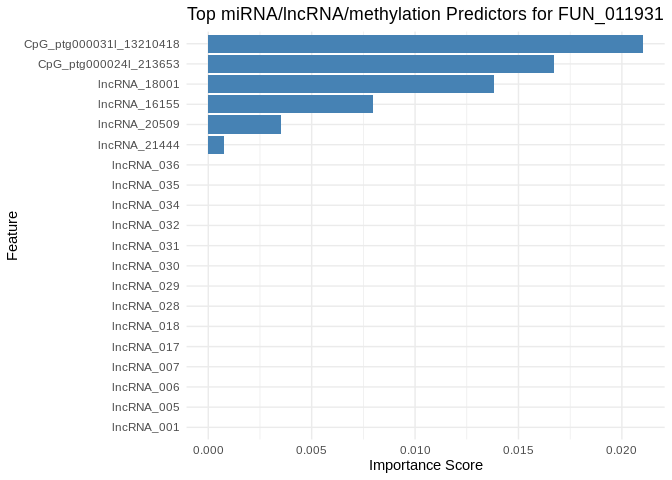 Top miRNA/lncRNA/methylation Predictors for FUN_011931
CpG_ptg000031l_13210418
CpG_ptg000024l_213653
lncRNA_18001
lncRNA_16155
lncRNA_20509
lncRNA_21444
lncRNA_036
lncRNA_035
lncRNA_034
lncRNA_032
lncRNA_031
lncRNA_030
lncRNA_029
lncRNA_028
lncRNA_018
lncRNA_017
lncRNA_007
lncRNA_006
lncRNA_005
lncRNA_001
Feature
0.000 0.005 0.010 0.015 0.020
Importance Score